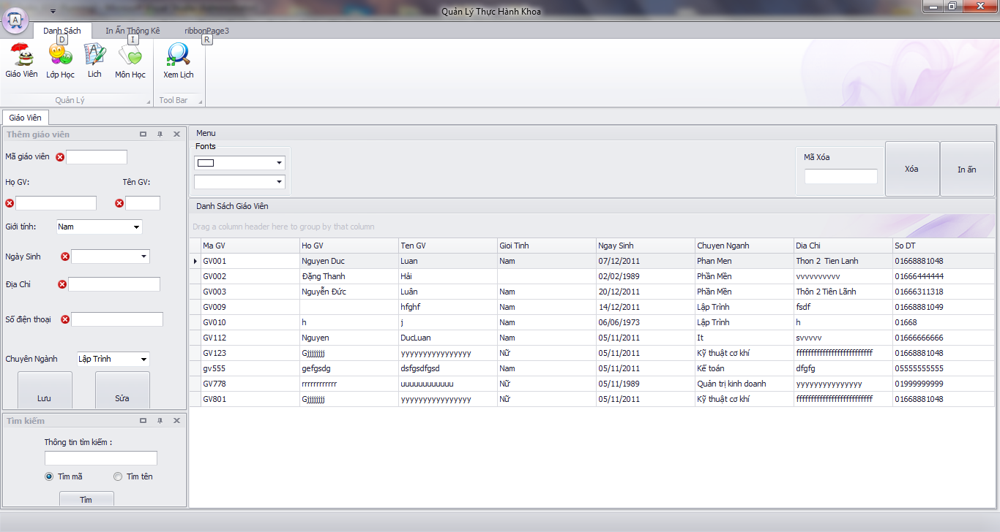 Quản Lý Thực Hành Khoa
A
Danh Sách In Ấn Thông Kê ribbonPage3
D I R
Giáo Viên Lớp Học Lich Môn Học Xem Lịch
Quản Lý Tool Bar
Giáo Viên
Thêm giáo viên
Mã giáo viên
Họ GV: Tên GV:
Giới tính: Nam
Ngày Sinh
Địa Chỉ
Số điện thoại
Chuyên Ngành Lập Trình
Lưu Sửa
Tìm kiếm
Thông tin tìm kiếm :
Tìm mã Tìm tên
Tìm
Menu
Fonts
Mã Xóa
Xóa In ấn
Danh Sách Giáo Viên
Drag a column header here to group by that column
Ma GV Ho GV Ten GV Gioi Tinh Ngay Sinh Chuyen Nganh Dia Chi So DT
GV001 Nguyen Duc Luan Nam 07/12/2011 Phan Men Thon 2 Tien Lanh 01668881048
GV002 Đặng Thanh Hải 02/02/1989 Phần Mền vvvvvvvvvv 01666444444
GV003 Nguyễn Đức Luân Nam 20/12/2011 Phần Mền Thôn 2 Tiên Lãnh 01666311318
GV009 hfghf Nam 14/12/2011 Lập Trình fsdf 01668881049
GV010 h j Nam 06/06/1973 Lập Trình h 01668
GV112 Nguyen DucLuan Nam 05/11/2011 It svvvvv 01666666666
GV123 Gjjjjjjjj yyyyyyyyyyyyyyyy Nữ 05/11/2011 Kỹ thuật cơ khí ffffffffffffffffffffffffff 01668881048
gv555 gefgsdg dsfgsdfgsd Nam 05/11/2011 Kế toán dfgfg 05555555555
GV778 rrrrrrrrrrrr uuuuuuuuuuuu Nữ 05/11/1989 Quản trị kinh doanh yyyyyyyyyyyyyyy 01999999999
GV801 Gjjjjjjjj yyyyyyyyyyyyyyyy Nữ 05/11/2011 Kỹ thuật cơ khí ffffffffffffffffffffffffff 01668881048